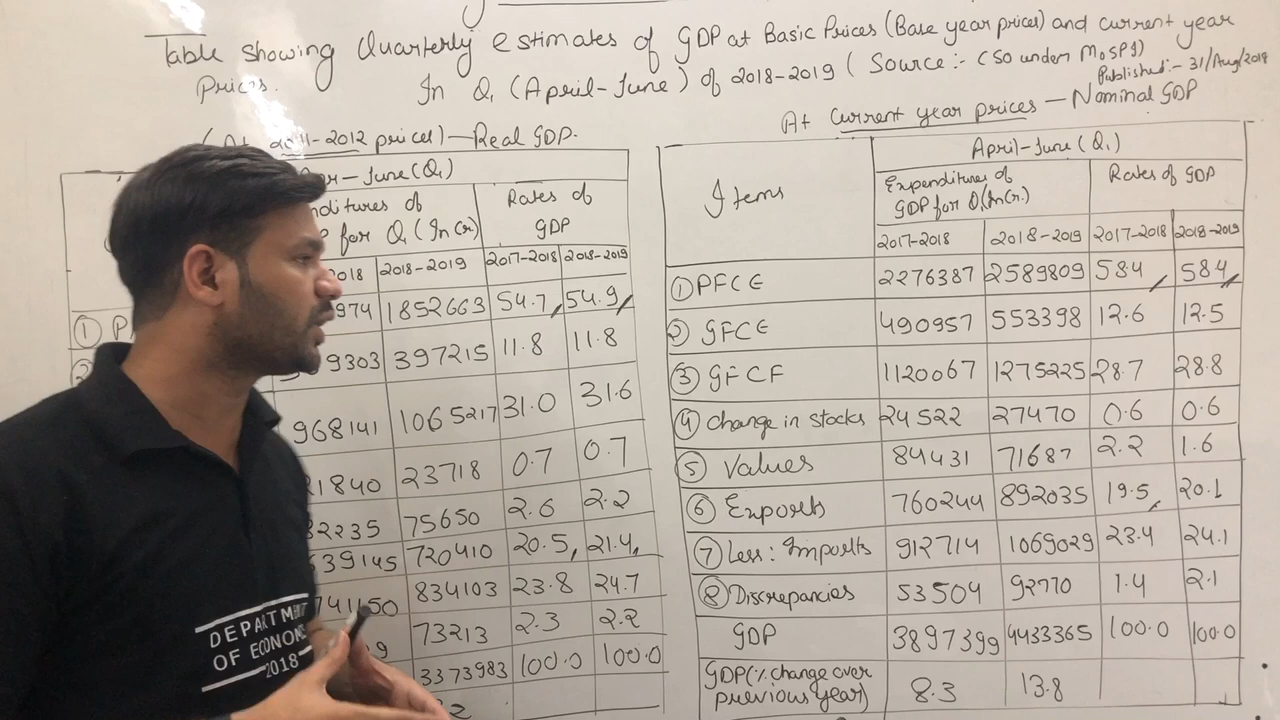 Table showing Quarterly estimates of GDP at Basic Prices (Base year prices) and current year
Prices. In Q1 (April-June) of 2018-2019 (Source:- CSO under MoSPI)
Published:- 31/Aug/2018
2011-2012 prices) — Real GDP.
June (Q1)
Rates of
for Q1 (In Cr) GDP
2018 2018-2019 2017-2018 2018-2019
974 1852663 54.7 54.9
① P
9303 397215 11.8 11.8
968141 1065217 31.0 31.6
1840 23718 0.7 0.7
2235 75650 2.6 2.2
39145 720410 20.5 21.4
741150 834103 23.8 24.7
9 73213 2.3 2.2
3373983 100.0 100.0
2
At Current year prices — Nominal GDP
Items April-June (Q1)
Expenditures of Rates of GDP
GDP for Q1 (In Cr.)
2017-2018 2018-2019 2017-2018 2018-2019
① PFCE 2276387 2589809 58.4 58.4
② GFCE 490957 553398 12.6 12.5
③ GFCF 1120067 1275225 28.7 28.8
④ Change in stocks 24522 27470 0.6 0.6
⑤ Values 84431 71687 2.2 1.6
⑥ Exports 760244 892035 19.5 20.1
⑦ Less: Imports 912714 1069029 23.4 24.1
⑧ Discrepancies 53504 92770 1.4 2.1
GDP 3897399 4433365 100.0 100.0
GDP (% change over
previous year) 8.3 13.8
DEPARTM
OF ECONOM
2018